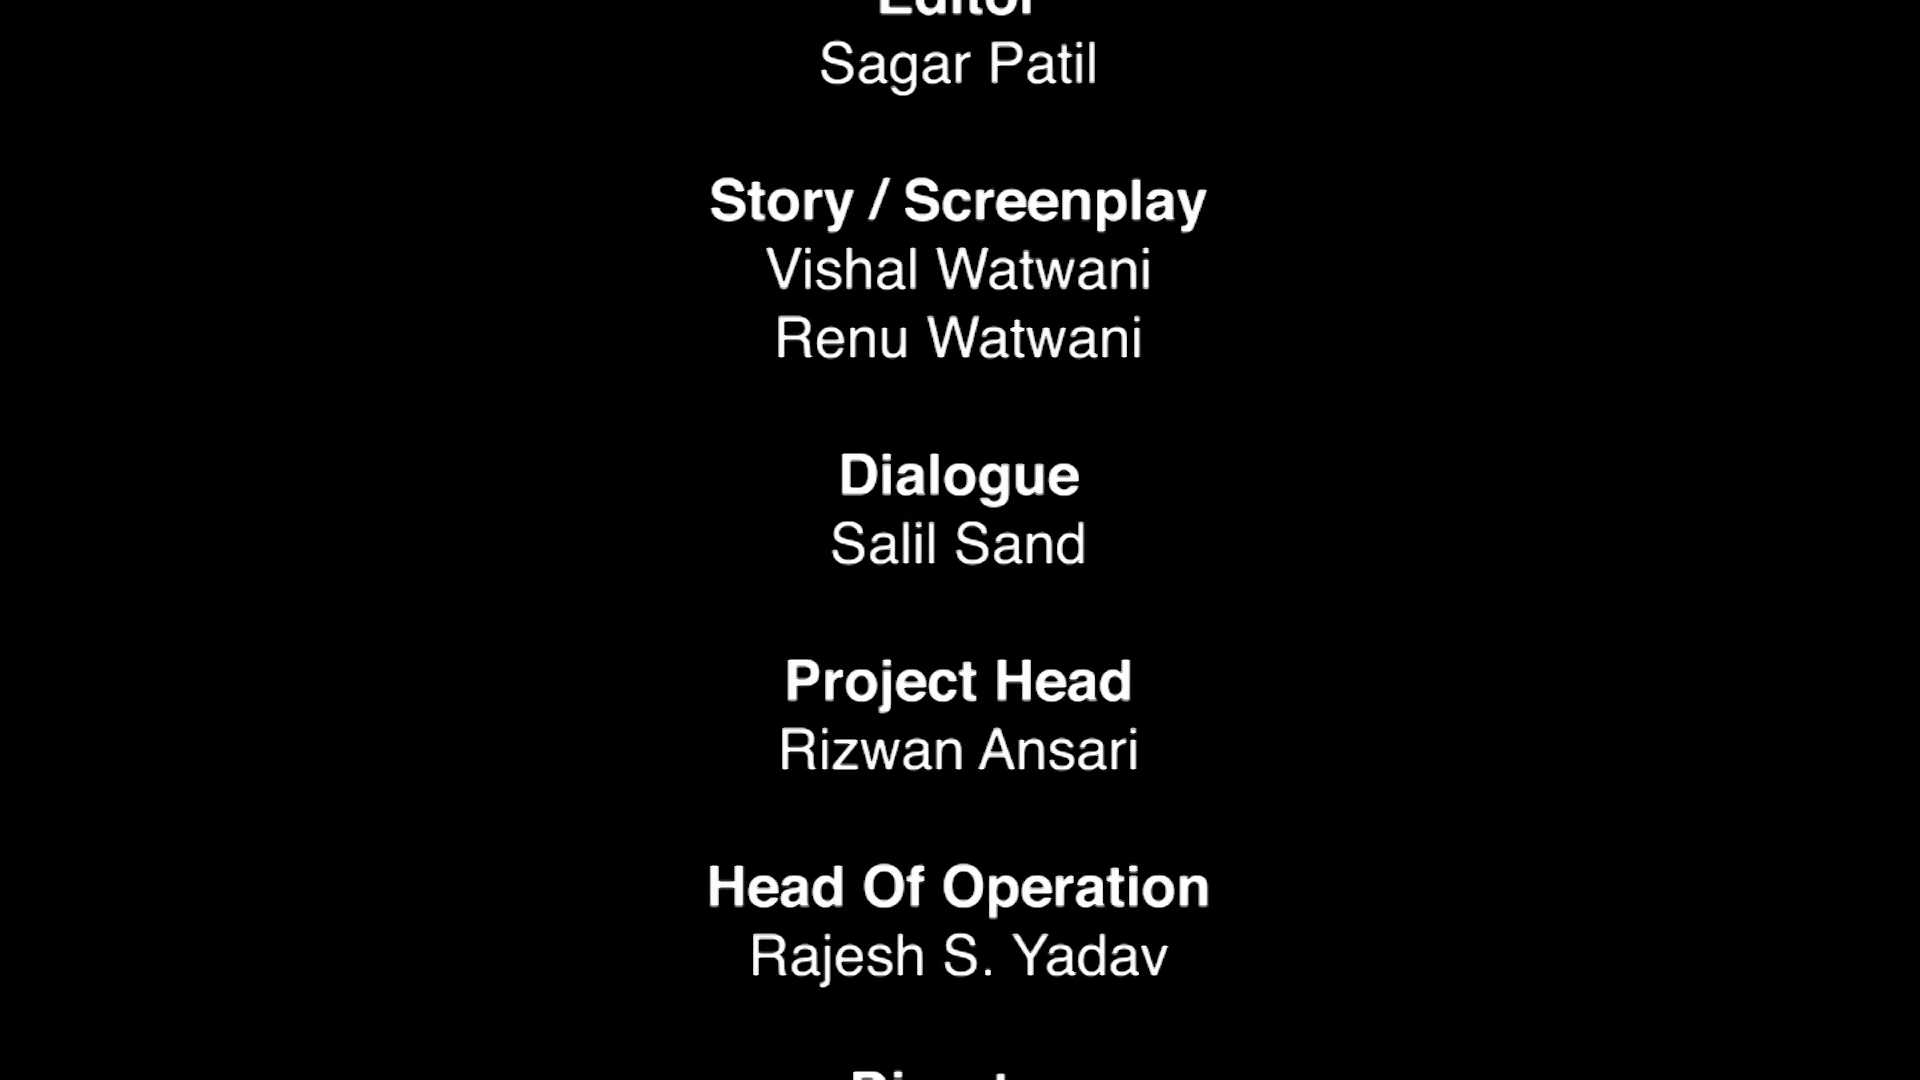 Editor
Sagar Patil
Story / Screenplay
Vishal Watwani
Renu Watwani
Dialogue
Salil Sand
Project Head
Rizwan Ansari
Head Of Operation
Rajesh S. Yadav